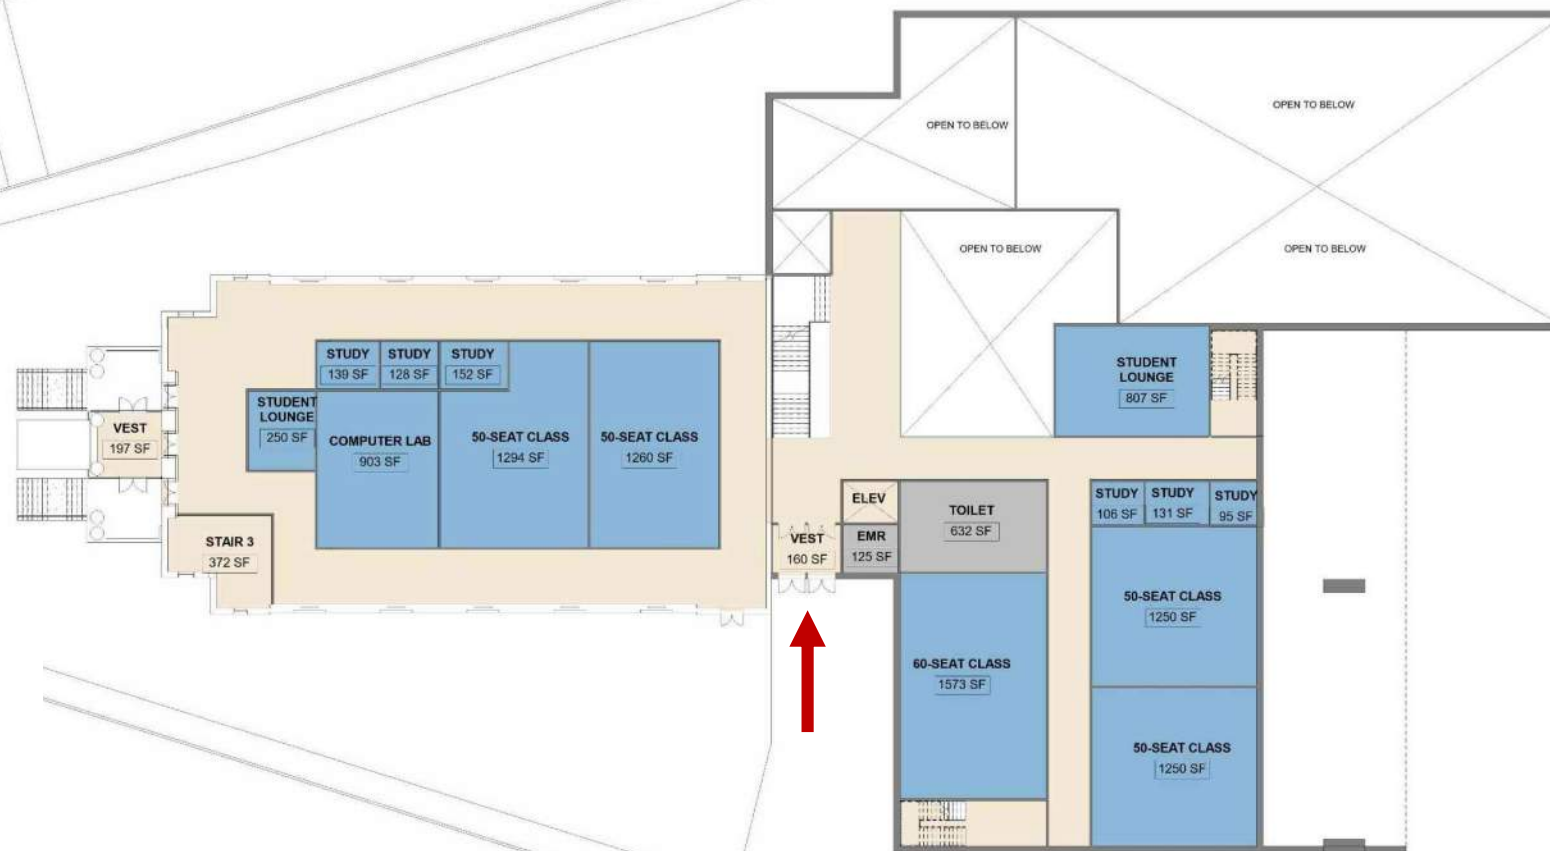 OPEN TO BELOW
OPEN TO BELOW
OPEN TO BELOW
OPEN TO BELOW
STUDY
139 SF
STUDY
128 SF
STUDY
152 SF
STUDENT
LOUNGE
250 SF
COMPUTER LAB
903 SF
50-SEAT CLASS
1294 SF
50-SEAT CLASS
1260 SF
VEST
197 SF
STAIR 3
372 SF
STUDENT
LOUNGE
807 SF
ELEV
EMR
125 SF
VEST
160 SF
TOILET
632 SF
STUDY
106 SF
STUDY
131 SF
STUDY
95 SF
50-SEAT CLASS
1250 SF
60-SEAT CLASS
1573 SF
50-SEAT CLASS
1250 SF